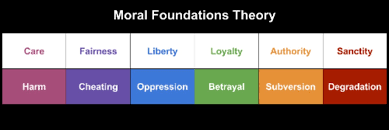 Moral Foundations Theory
Care Fairness Liberty Loyalty Authority Sanctity
Harm Cheating Oppression Betrayal Subversion Degradation